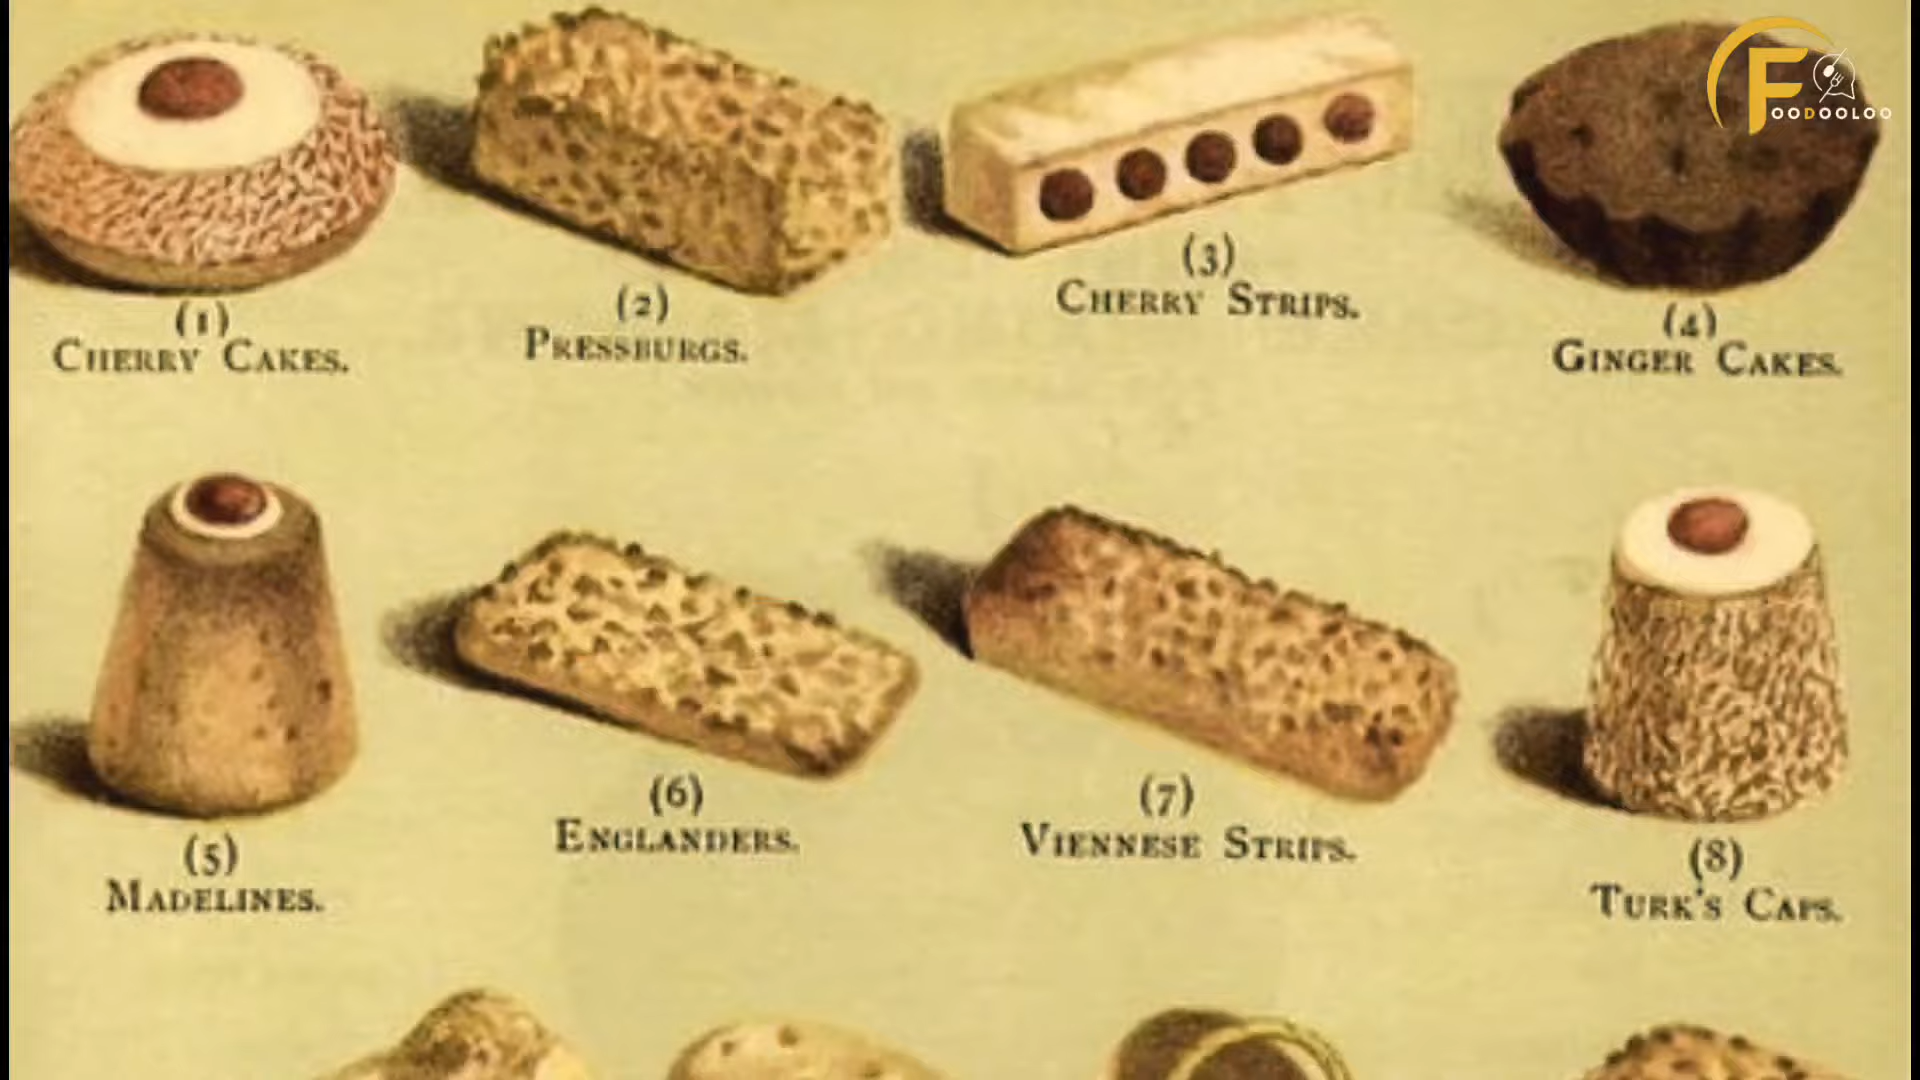 FOODOOLOO
(1)
CHERRY CAKES.
(2)
PRESSBURGS.
(3)
CHERRY STRIPS.
(4)
GINGER CAKES.
(5)
MADELINES.
(6)
ENGLANDERS.
(7)
VIENNESE STRIPS.
(8)
TURK'S CAPS.